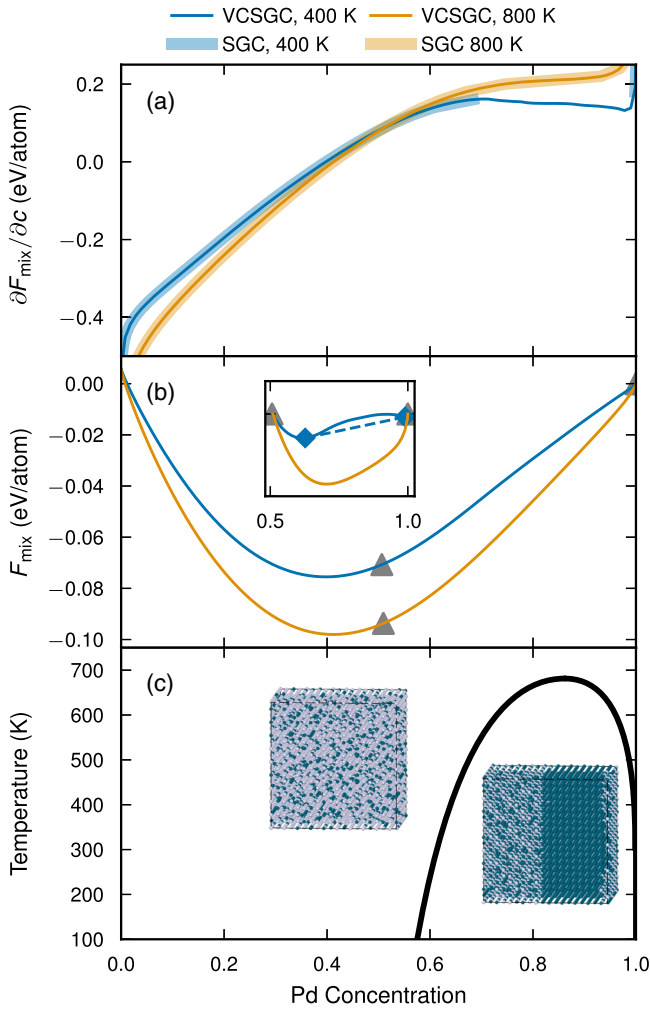 VCSGC, 400 K VCSGC, 800 K
SGC, 400 K SGC 800 K
(a)
0.2
0.0
−0.2
−0.4
∂Fmix/∂c (eV/atom)
(b)
0.00
−0.02
−0.04
−0.06
−0.08
−0.10
Fmix (eV/atom)
0.5 1.0
(c)
700
600
500
400
300
200
100
Temperature (K)
0.0 0.2 0.4 0.6 0.8 1.0
Pd Concentration